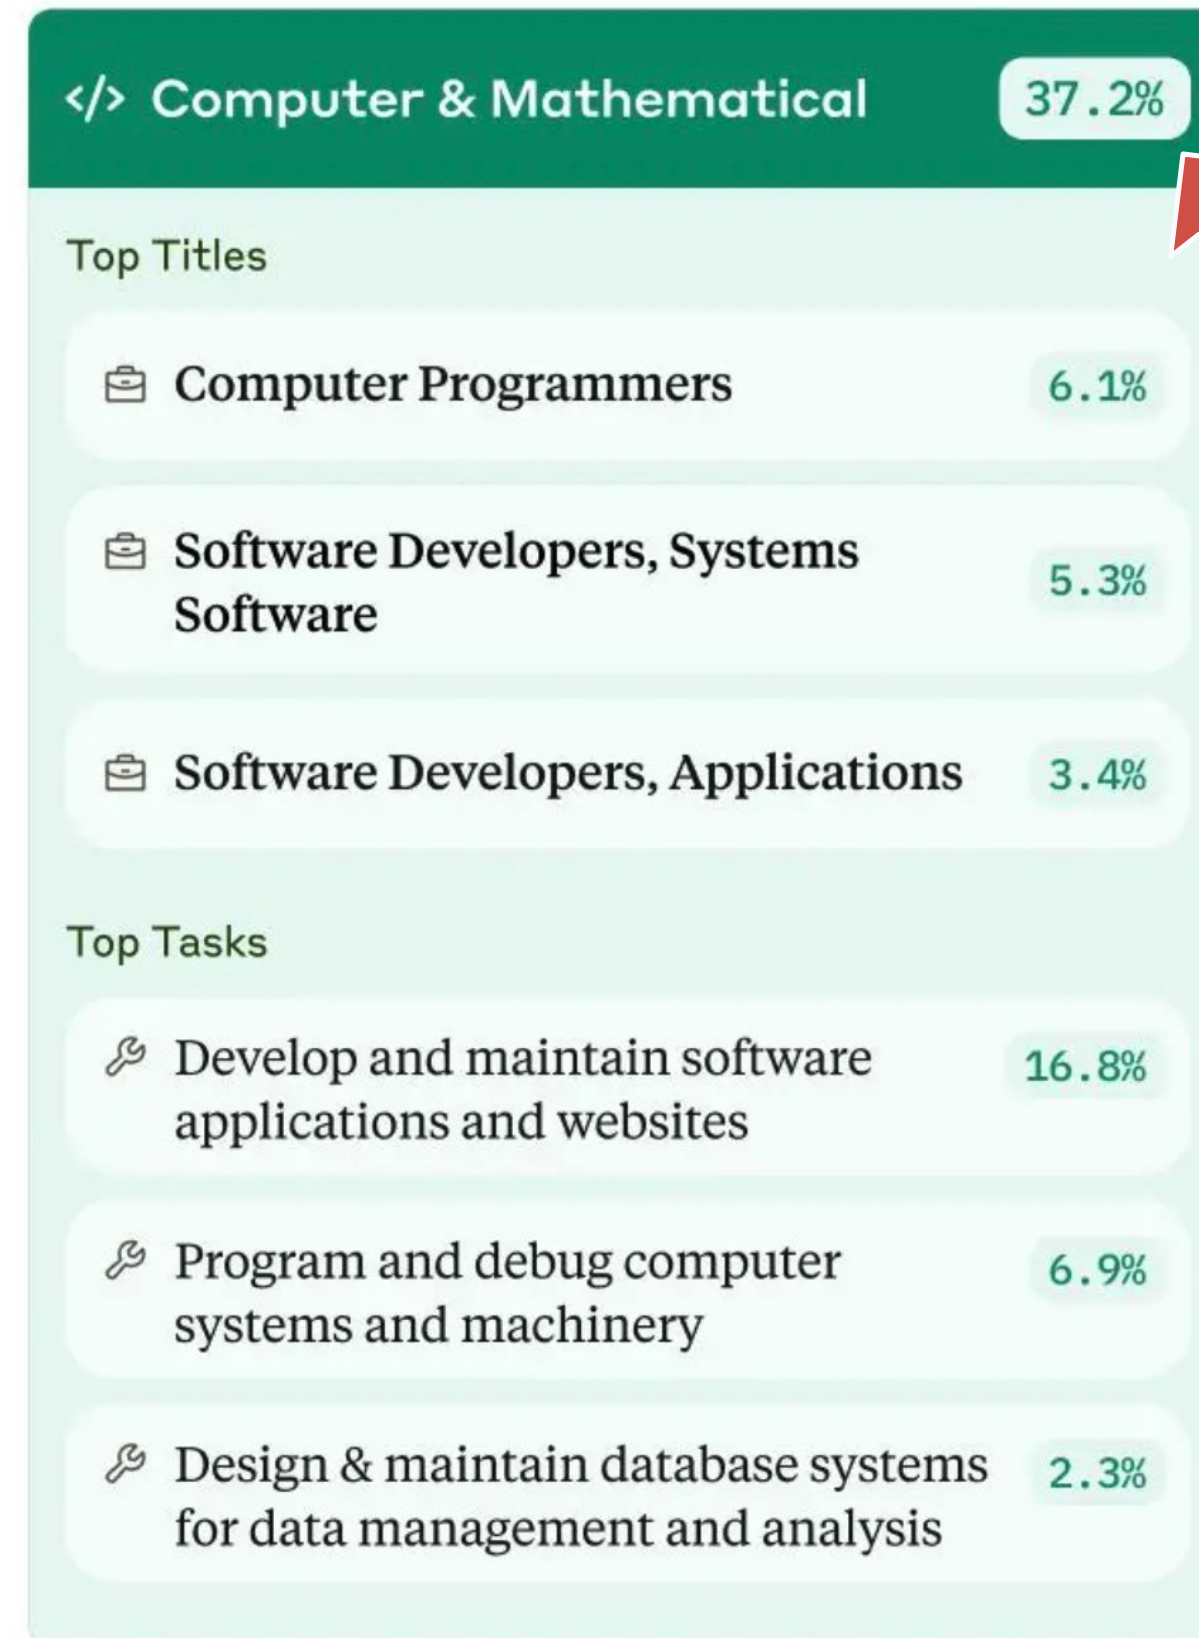 </> Computer & Mathematical 37.2%
Top Titles
Computer Programmers 6.1%
Software Developers, Systems
Software
5.3%
Software Developers, Applications 3.4%
Top Tasks
Develop and maintain software 16.8%
applications and websites
Program and debug computer 6.9%
systems and machinery
Design & maintain database systems 2.3%
for data management and analysis